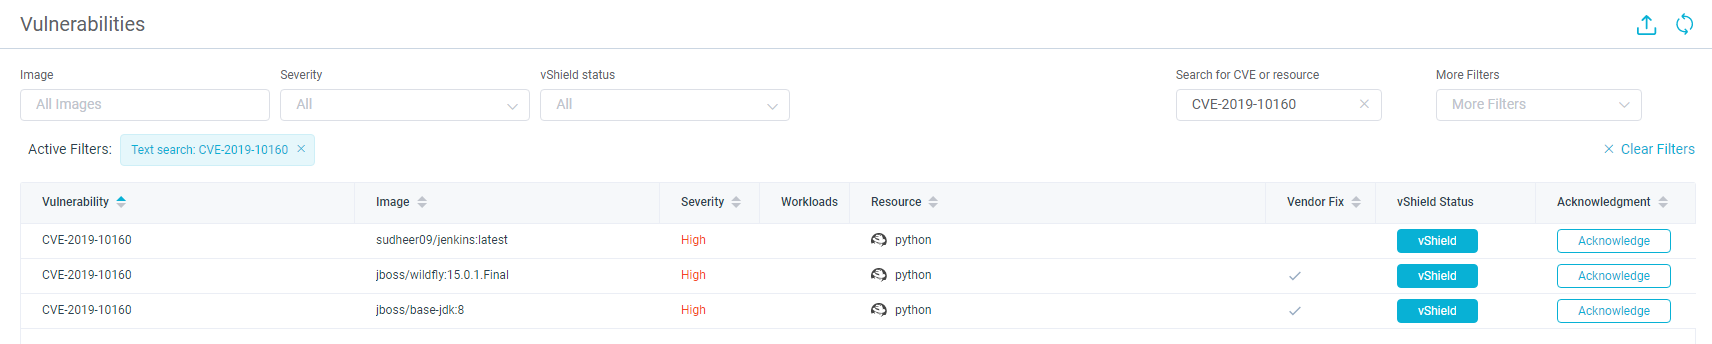 Vulnerabilities
Image Severity vShield status Search for CVE or resource More Filters
All Images All All CVE-2019-10160 More Filters
Active Filters: Text search: CVE-2019-10160 Clear Filters
Vulnerability Image Severity Workloads Resource Vendor Fix vShield Status Acknowledgment
CVE-2019-10160 sudheer09/jenkins:latest High python vShield Acknowledge
CVE-2019-10160 jboss/wildfly:15.0.1.Final High python vShield Acknowledge
CVE-2019-10160 jboss/base-jdk:8 High python vShield Acknowledge